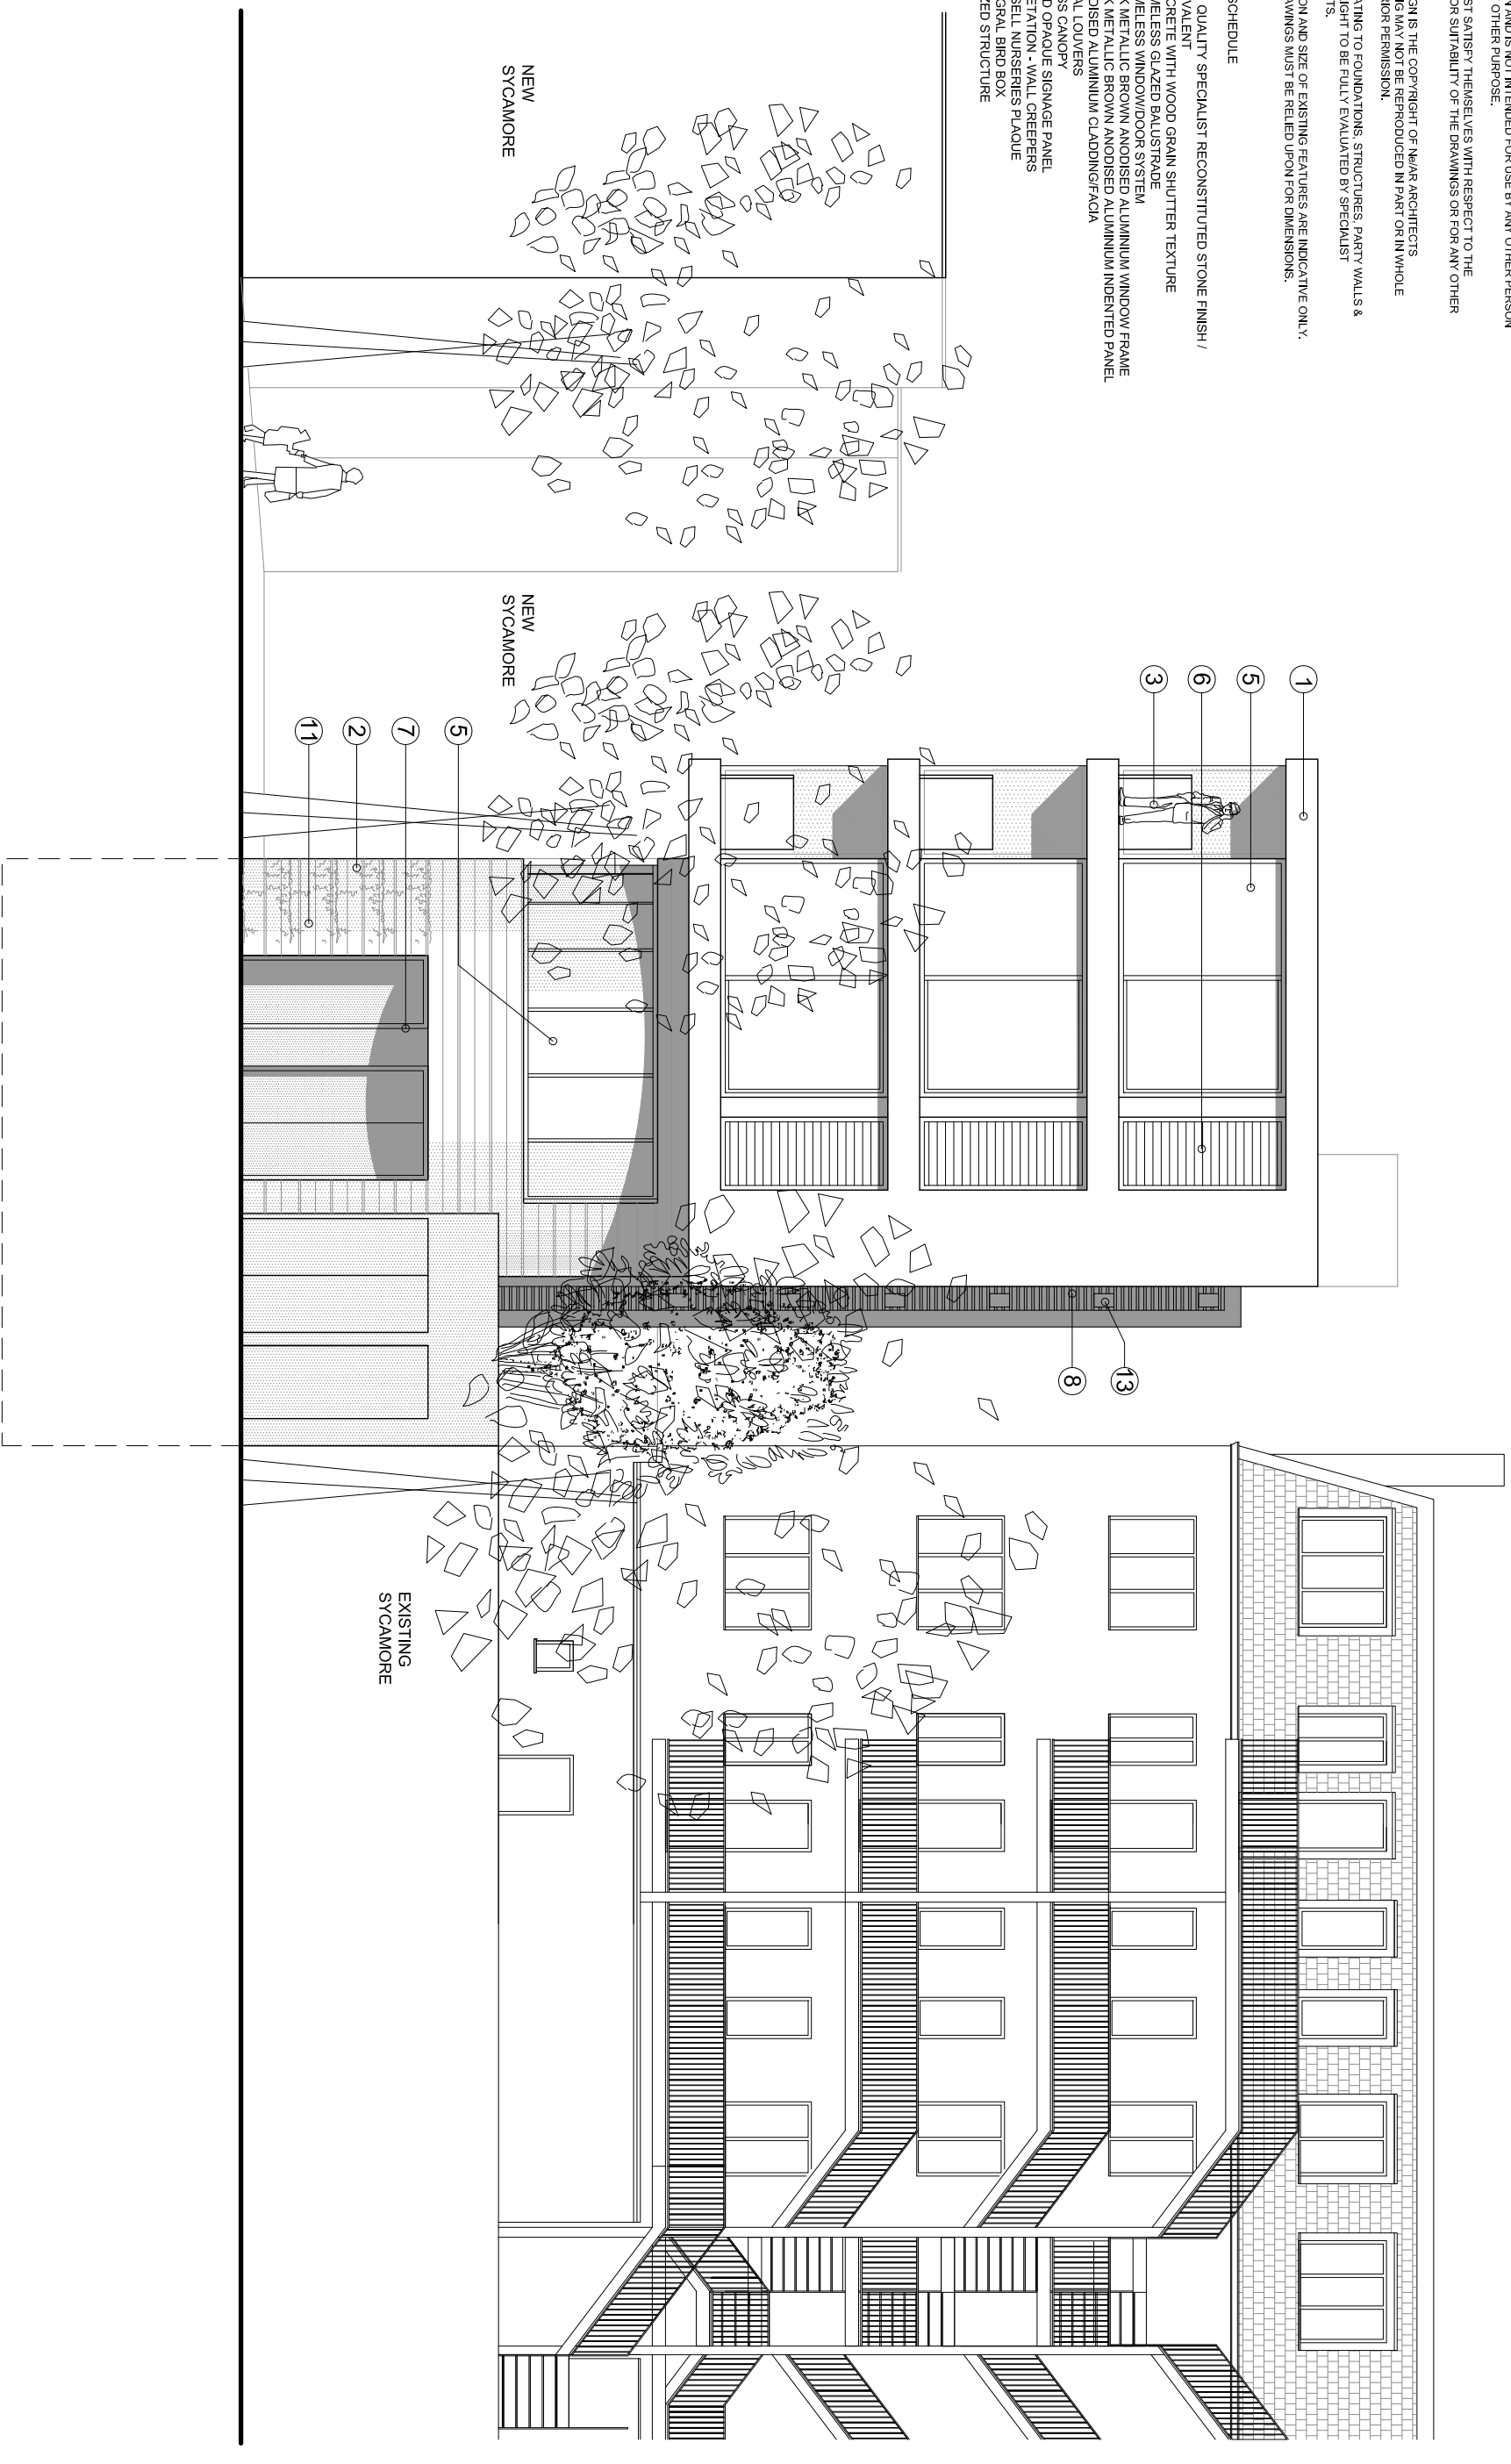 N AND IS NOT INTENDED FOR USE BY ANY OTHER PERSON
OTHER PURPOSE.
ST SATISFY THEMSELVES WITH RESPECT TO THE
OR SUITABILITY OF THE DRAWINGS OR FOR ANY OTHER
GN IS THE COPYRIGHT OF Ne/AR ARCHITECTS
G MAY NOT BE REPRODUCED IN PART OR IN WHOLE
RIOR PERMISSION.
ATING TO FOUNDATIONS, STRUCTURES, PARTY WALLS &
IGHT TO BE FULLY EVALUATED BY SPECIALIST
TS.
ON AND SIZE OF EXISTING FEATURES ARE INDICATIVE ONLY.
AWINGS MUST BE RELIED UPON FOR DIMENSIONS.
SCHEDULE
QUALITY SPECIALIST RECONSTITUTED STONE FINISH /
VALENT
CRETE WITH WOOD GRAIN SHUTTER TEXTURE
MELESS GLAZED BALUSTRADE
MELESS WINDOW/DOOR SYSTEM
K METALLIC BROWN ANODISED ALUMINIUM WINDOW FRAME
K METALLIC BROWN ANODISED ALUMINIUM INDENTED PANEL
DISED ALUMINIUM CLADDING/FACIA
AL LOUVERS
SS CANOPY
D OPAQUE SIGNAGE PANEL
ETATION - WALL CREEPERS
SELL NURSERIES PLAQUE
GRAL BIRD BOX
ZED STRUCTURE
1
5
6
3
13
8
5
7
2
11
NEW
SYCAMORE
NEW
SYCAMORE
EXISTING
SYCAMORE